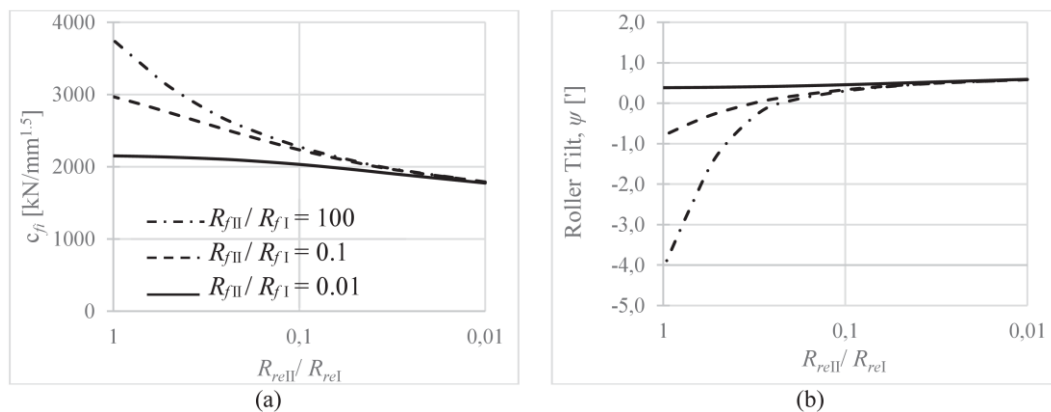 4000
3000
2000
1000
0
c_fi [kN/mm^1.5]
R_fII / R_fI = 100
R_fII / R_fI = 0.1
R_fII / R_fI = 0.01
1
0,1
0,01
R_reII / R_reI
(a)
2,0
1,0
0,0
-1,0
-2,0
-3,0
-4,0
-5,0
Roller Tilt, ψ [']
1
0,1
0,01
R_reII / R_reI
(b)